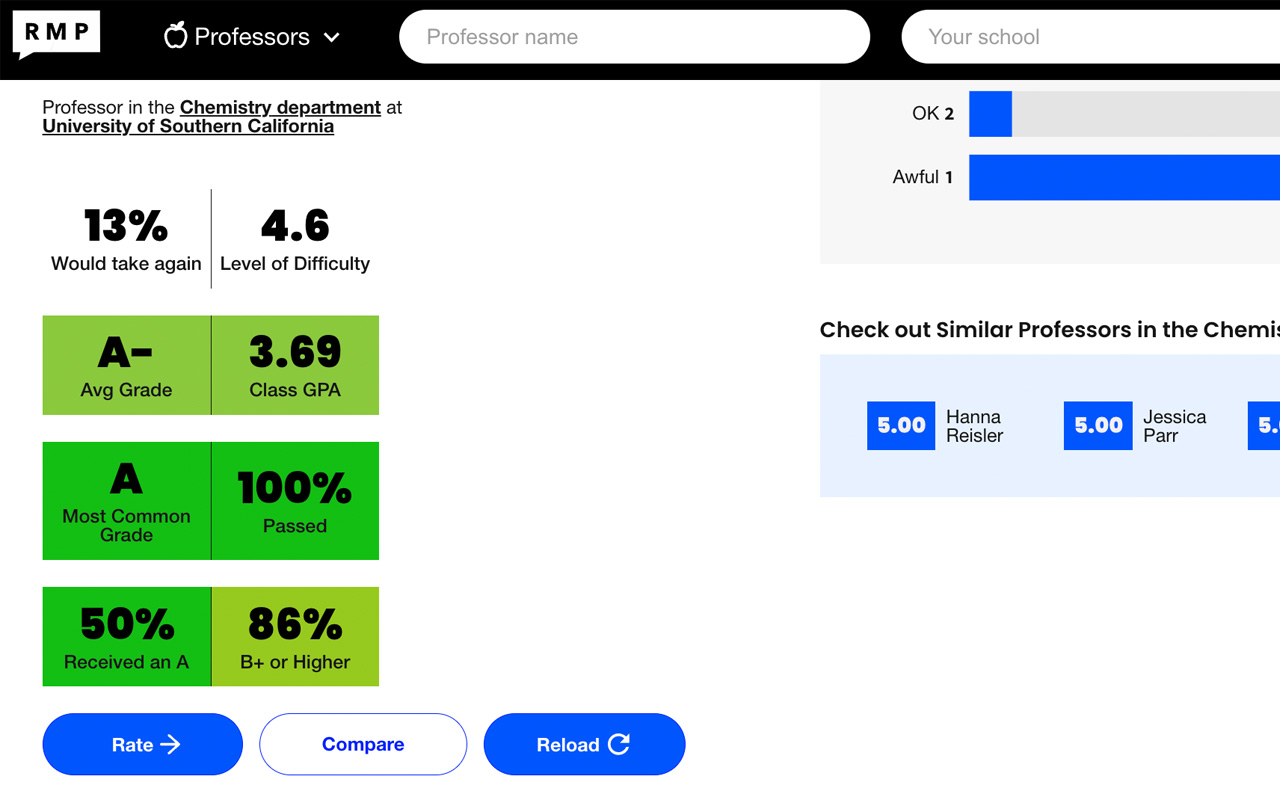 RMP
Professors
Professor name
Your school
Professor in the Chemistry department at
University of Southern California
13%
Would take again
4.6
Level of Difficulty
A-
Avg Grade
3.69
Class GPA
A
Most Common
Grade
100%
Passed
50%
Received an A
86%
B+ or Higher
Rate
Compare
Reload
OK 2
Awful 1
Check out Similar Professors in the Chemis
5.00
Hanna
Reisler
5.00
Jessica
Parr
5.